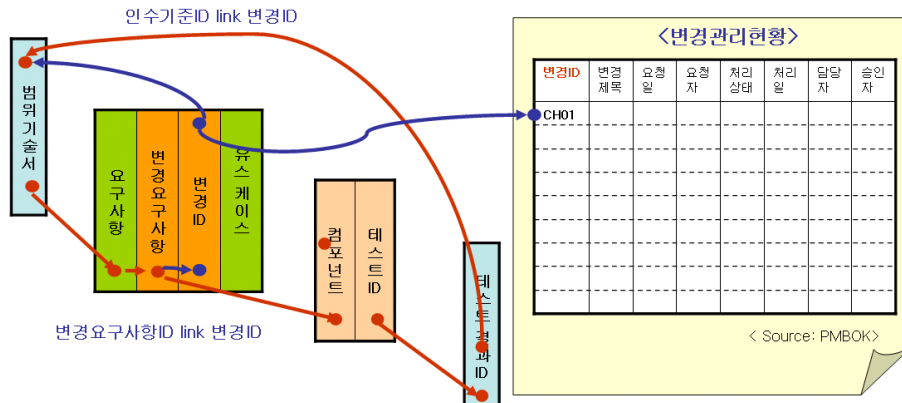 인수기준ID link 변경ID
<변경관리현황>
변경ID
변경
제목
요청
일
요청
자
처리
상태
처리
일
담당
자
승인
자
CH01
범위기술서
요구사항
변경요구사항
변경ID
유스케이스
컴포넌트
테스트ID
테스트결과ID
변경요구사항ID link 변경ID
< Source: PMBOK>